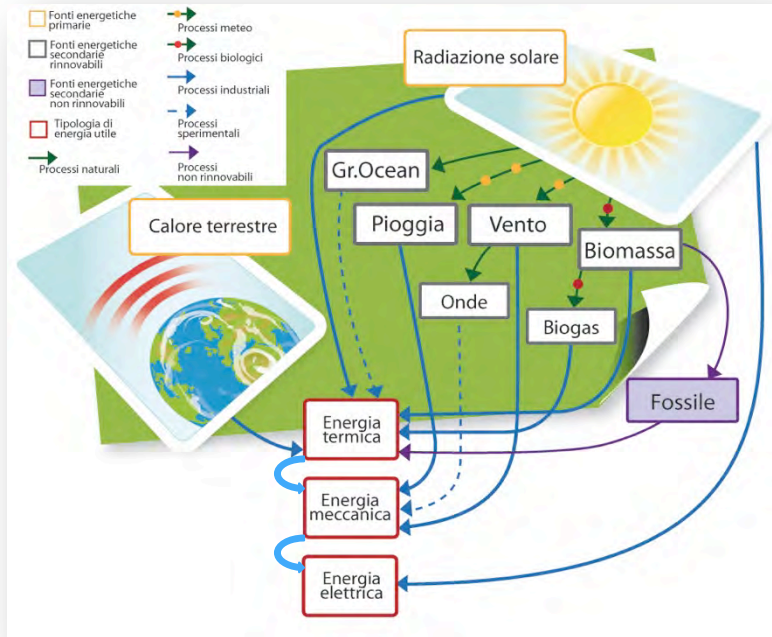 Fonti energetiche
primarie
Fonti energetiche
secondarie
rinnovabili
Fonti energetiche
secondarie
non rinnovabili
Tipologia di
energia utile
Processi naturali
Processi meteo
Processi biologici
Processi industriali
Processi
sperimentali
Processi
non rinnovabili
Radiazione solare
Gr.Ocean
Pioggia
Vento
Biomassa
Calore terrestre
Onde
Biogas
Fossile
Energia
termica
Energia
meccanica
Energia
elettrica